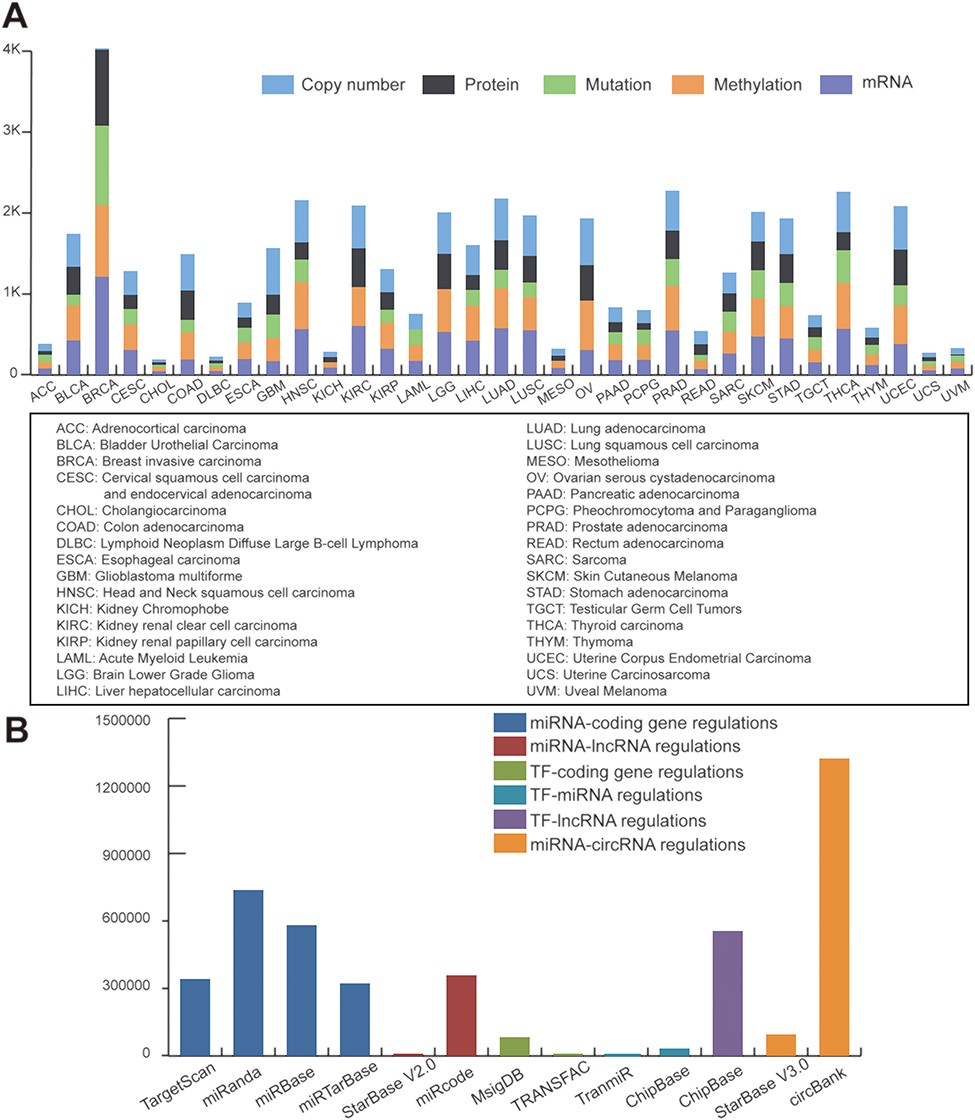 A
4K
3K
2K
1K
0
Copy number Protein Mutation Methylation mRNA
ACC BLCA BRCA CESC CHOL COAD DLBC ESCA GBM HNSC KICH KIRC KIRP LAML LGG LIHC LUAD LUSC MESO OV PAAD PCPG PRAD READ SARC SKCM STAD TGCT THCA THYM UCEC UCS UVM
ACC: Adrenocortical carcinoma
BLCA: Bladder Urothelial Carcinoma
BRCA: Breast invasive carcinoma
CESC: Cervical squamous cell carcinoma
and endocervical adenocarcinoma
CHOL: Cholangiocarcinoma
COAD: Colon adenocarcinoma
DLBC: Lymphoid Neoplasm Diffuse Large B-cell Lymphoma
ESCA: Esophageal carcinoma
GBM: Glioblastoma multiforme
HNSC: Head and Neck squamous cell carcinoma
KICH: Kidney Chromophobe
KIRC: Kidney renal clear cell carcinoma
KIRP: Kidney renal papillary cell carcinoma
LAML: Acute Myeloid Leukemia
LGG: Brain Lower Grade Glioma
LIHC: Liver hepatocellular carcinoma
LUAD: Lung adenocarcinoma
LUSC: Lung squamous cell carcinoma
MESO: Mesothelioma
OV: Ovarian serous cystadenocarcinoma
PAAD: Pancreatic adenocarcinoma
PCPG: Pheochromocytoma and Paraganglioma
PRAD: Prostate adenocarcinoma
READ: Rectum adenocarcinoma
SARC: Sarcoma
SKCM: Skin Cutaneous Melanoma
STAD: Stomach adenocarcinoma
TGCT: Testicular Germ Cell Tumors
THCA: Thyroid carcinoma
THYM: Thymoma
UCEC: Uterine Corpus Endometrial Carcinoma
UCS: Uterine Carcinosarcoma
UVM: Uveal Melanoma
B
1500000
1200000
900000
600000
300000
0
miRNA-coding gene regulations
miRNA-lncRNA regulations
TF-coding gene regulations
TF-miRNA regulations
TF-lncRNA regulations
miRNA-circRNA regulations
TargetScan miRanda miRBase miRTarBase StarBase V2.0 miRcode MsigDB TRANSFAC TranmiR ChipBase ChipBase StarBase V3.0 circBank